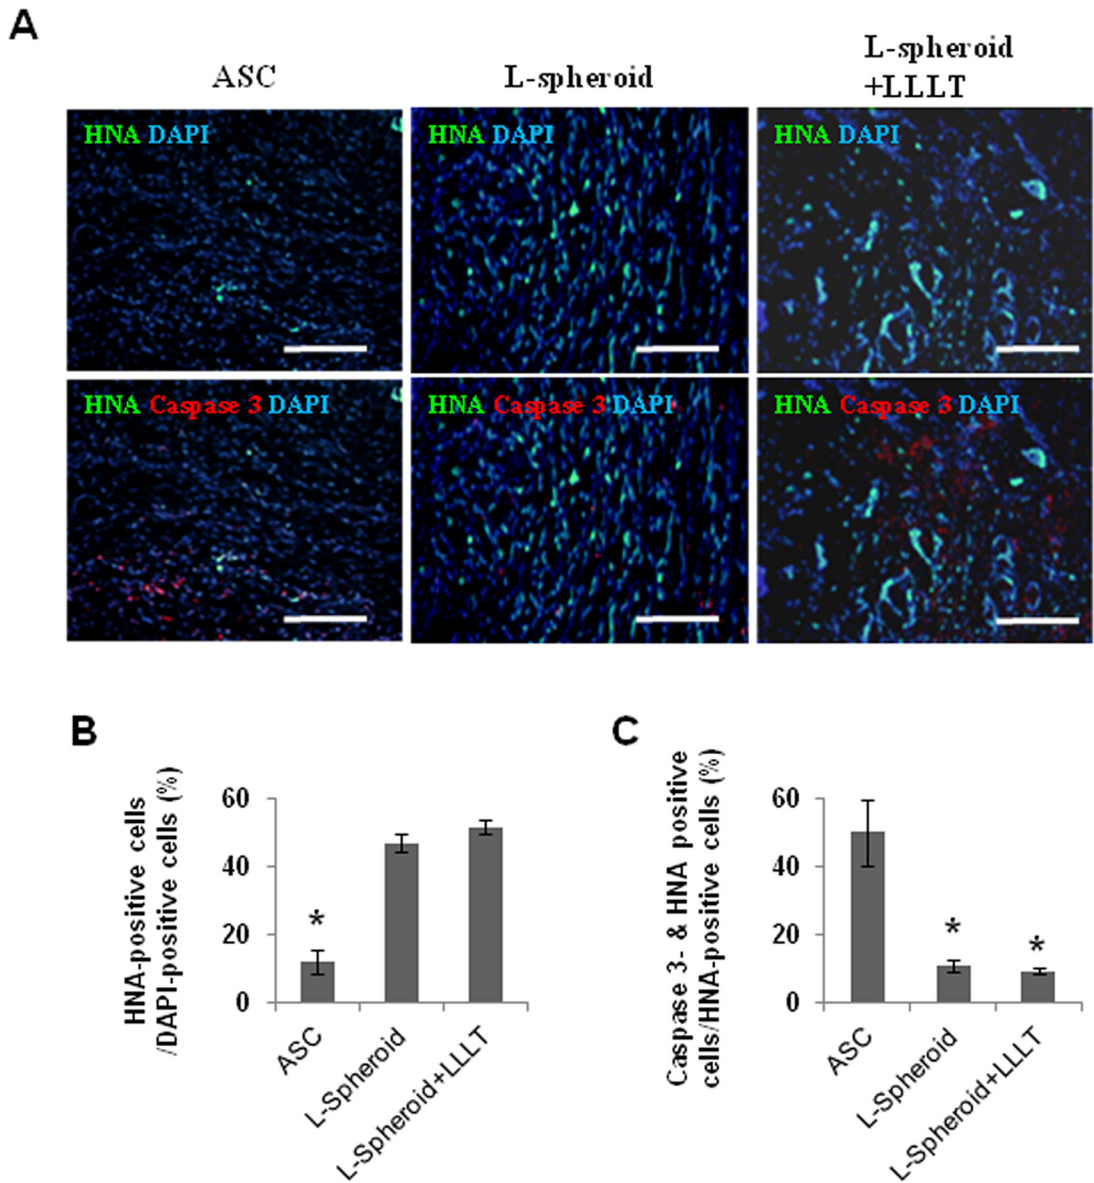 A
ASC
L-spheroid
L-spheroid
+LLLT
HNA DAPI
HNA DAPI
HNA DAPI
HNA Caspase 3 DAPI
HNA Caspase 3 DAPI
HNA Caspase 3 DAPI
B
HNA-positive cells
/DAPI-positive cells (%)
60
40
20
0
*
ASC
L-Spheroid
L-Spheroid+LLLT
C
Caspase 3- & HNA positive
cells/HNA-positive cells (%)
60
40
20
0
*
*
ASC
L-Spheroid
L-Spheroid+LLLT